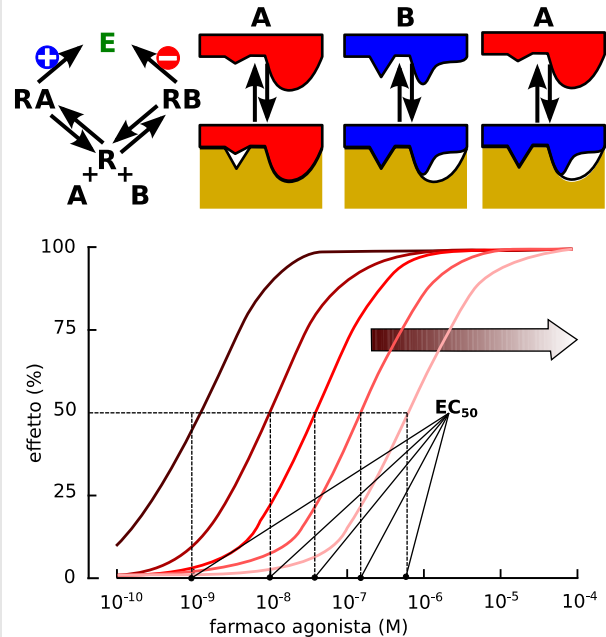 A B A
+ E −
RA RB
R
+ +
A B
100
75
50
25
0
effetto (%)
EC50
10-10 10-9 10-8 10-7 10-6 10-5 10-4
farmaco agonista (M)